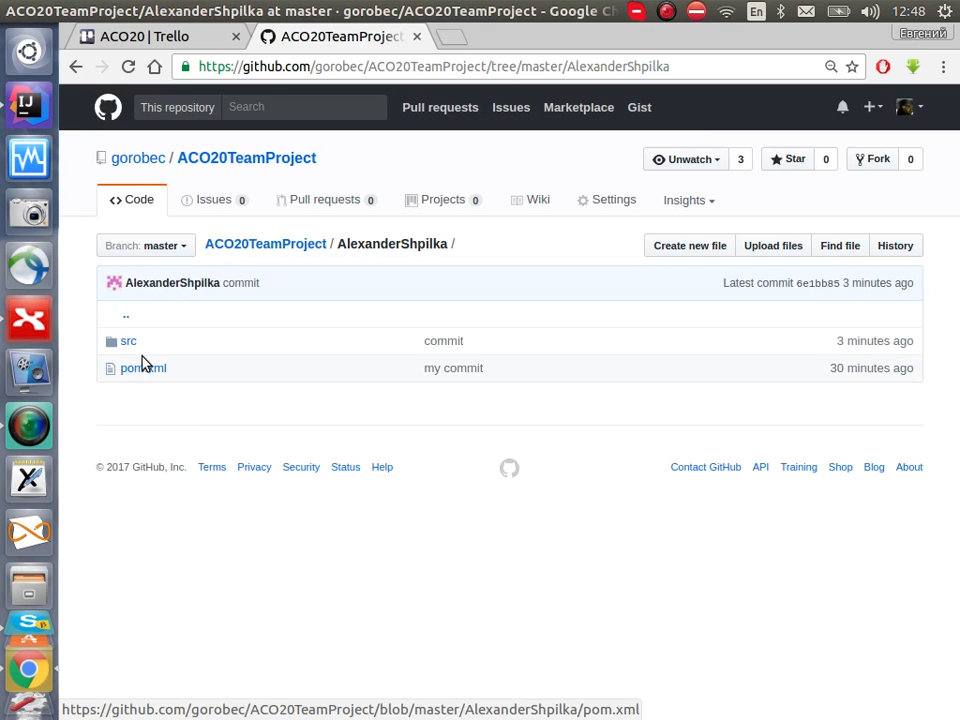 ACO20TeamProject/AlexanderShpilka at master · gorobec/ACO20TeamProject - Google Ch
En
12:48
ACO20 | Trello
ACO20TeamProject
Евгений
https://github.com/gorobec/ACO20TeamProject/tree/master/AlexanderShpilka
This repository
Search
Pull requests
Issues
Marketplace
Gist
gorobec / ACO20TeamProject
Unwatch 3
Star 0
Fork 0
Code
Issues 0
Pull requests 0
Projects 0
Wiki
Settings
Insights
Branch: master
ACO20TeamProject / AlexanderShpilka /
Create new file
Upload files
Find file
History
AlexanderShpilka commit
Latest commit 6e1bb85 3 minutes ago
..
src
commit
3 minutes ago
pom.xml
my commit
30 minutes ago
© 2017 GitHub, Inc.
Terms
Privacy
Security
Status
Help
Contact GitHub
API
Training
Shop
Blog
About
https://github.com/gorobec/ACO20TeamProject/blob/master/AlexanderShpilka/pom.xml